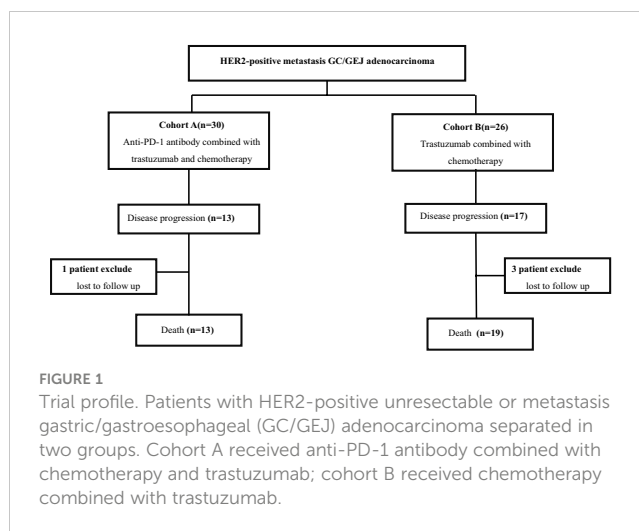 HER2-positive metastasis GC/GEJ adenocarcinoma
Cohort A(n=30)
Anti-PD-1 antibody combined with
trastuzumab and chemotherapy
Cohort B(n=26)
Trastuzumab combined with
chemotherapy
Disease progression (n=13)
Disease progression (n=17)
1 patient exclude
lost to follow up
3 patient exclude
lost to follow up
Death (n=13)
Death (n=19)
FIGURE 1
Trial profile. Patients with HER2-positive unresectable or metastasis
gastric/gastroesophageal (GC/GEJ) adenocarcinoma separated in
two groups. Cohort A received anti-PD-1 antibody combined with
chemotherapy and trastuzumab; cohort B received chemotherapy
combined with trastuzumab.